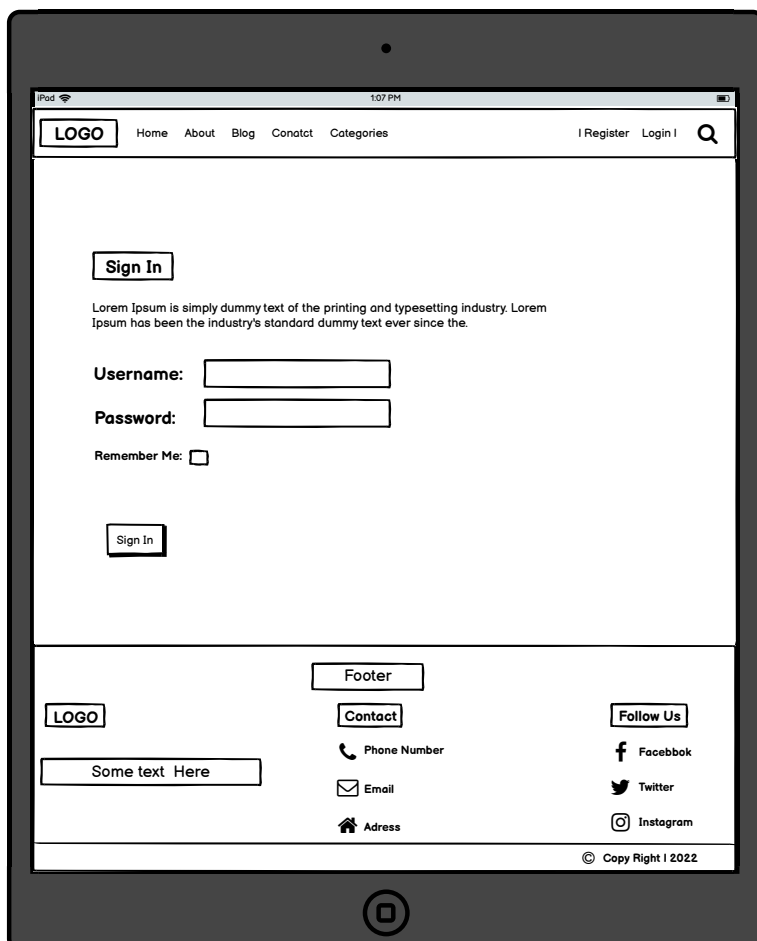 iPad 1:07 PM
LOGO Home About Blog Conatct Categories | Register Login |
Sign In
Lorem Ipsum is simply dummy text of the printing and typesetting industry. Lorem
Ipsum has been the industry's standard dummy text ever since the.
Username:
Password:
Remember Me:
Sign In
Footer
LOGO Contact Follow Us
Phone Number Facebbok
Some text Here
Email Twitter
Adress Instagram
© Copy Right | 2022